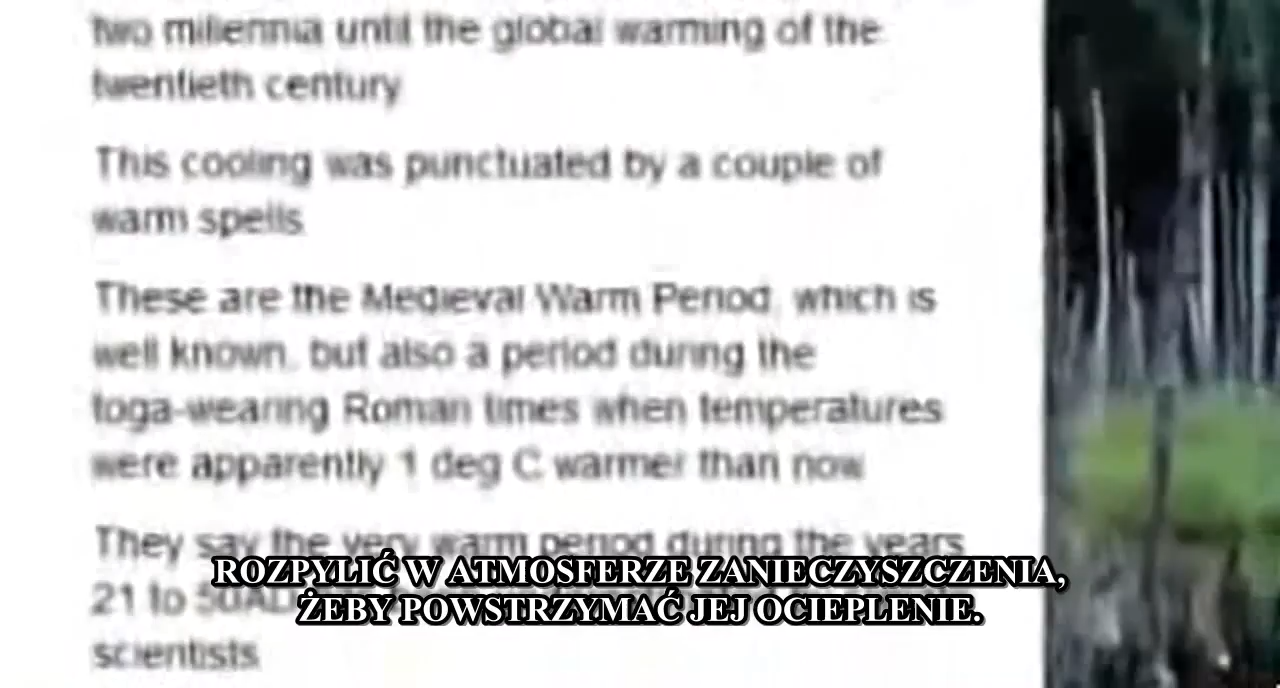 two millennia until the global warming of the
twentieth century
This cooling was punctuated by a couple of
warm spells
These are the Medieval Warm Period, which is
well known, but also a period during the
toga-wearing Roman times when temperatures
were apparently 1 deg C warmer than now
They say the very warm period during the years
21 to 50AD
ROZPYLIĆ W ATMOSFERZE ZANIECZYSZCZENIA,
ŻEBY POWSTRZYMAĆ JEJ OCIEPLENIE.
scientists